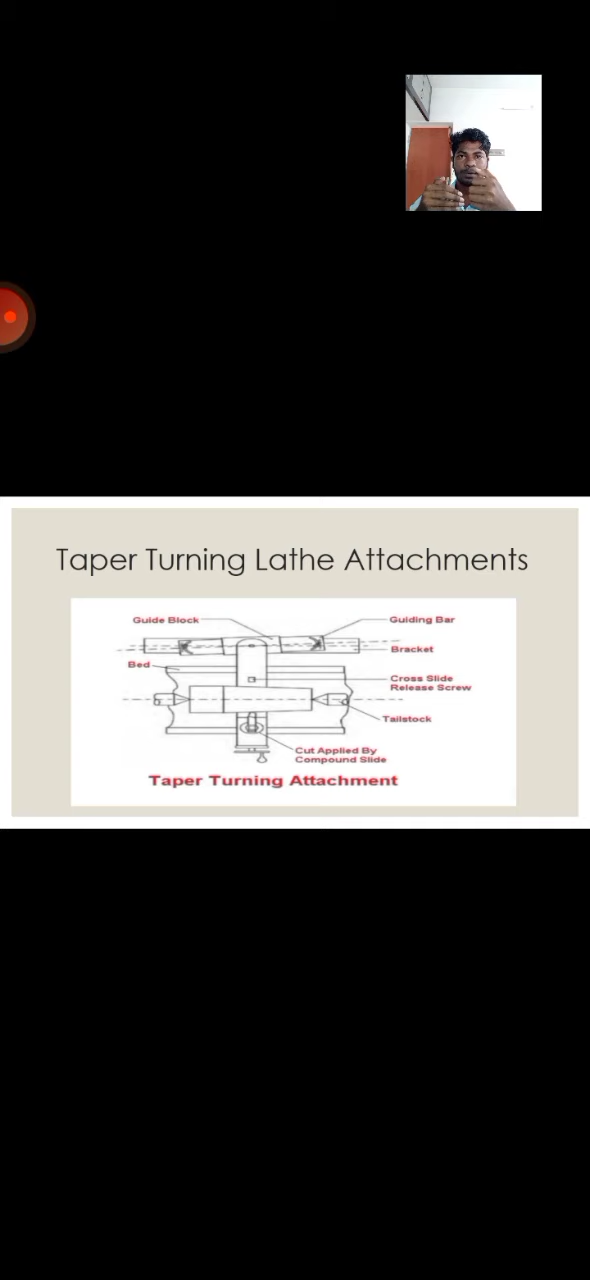 Taper Turning Lathe Attachments
Guide Block
Guiding Bar
Bracket
Bed
Cross Slide
Release Screw
Tailstock
Cut Applied By
Compound Slide
Taper Turning Attachment